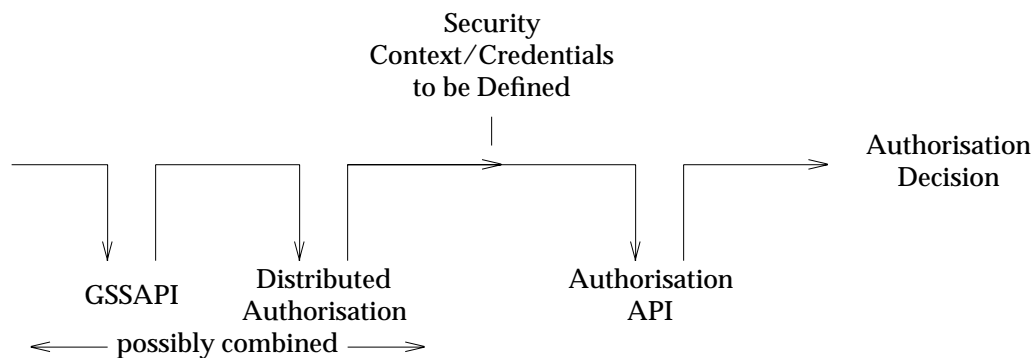 Security
Context/Credentials
to be Defined
Authorisation
Decision
GSSAPI
Distributed
Authorisation
Authorisation
API
possibly combined